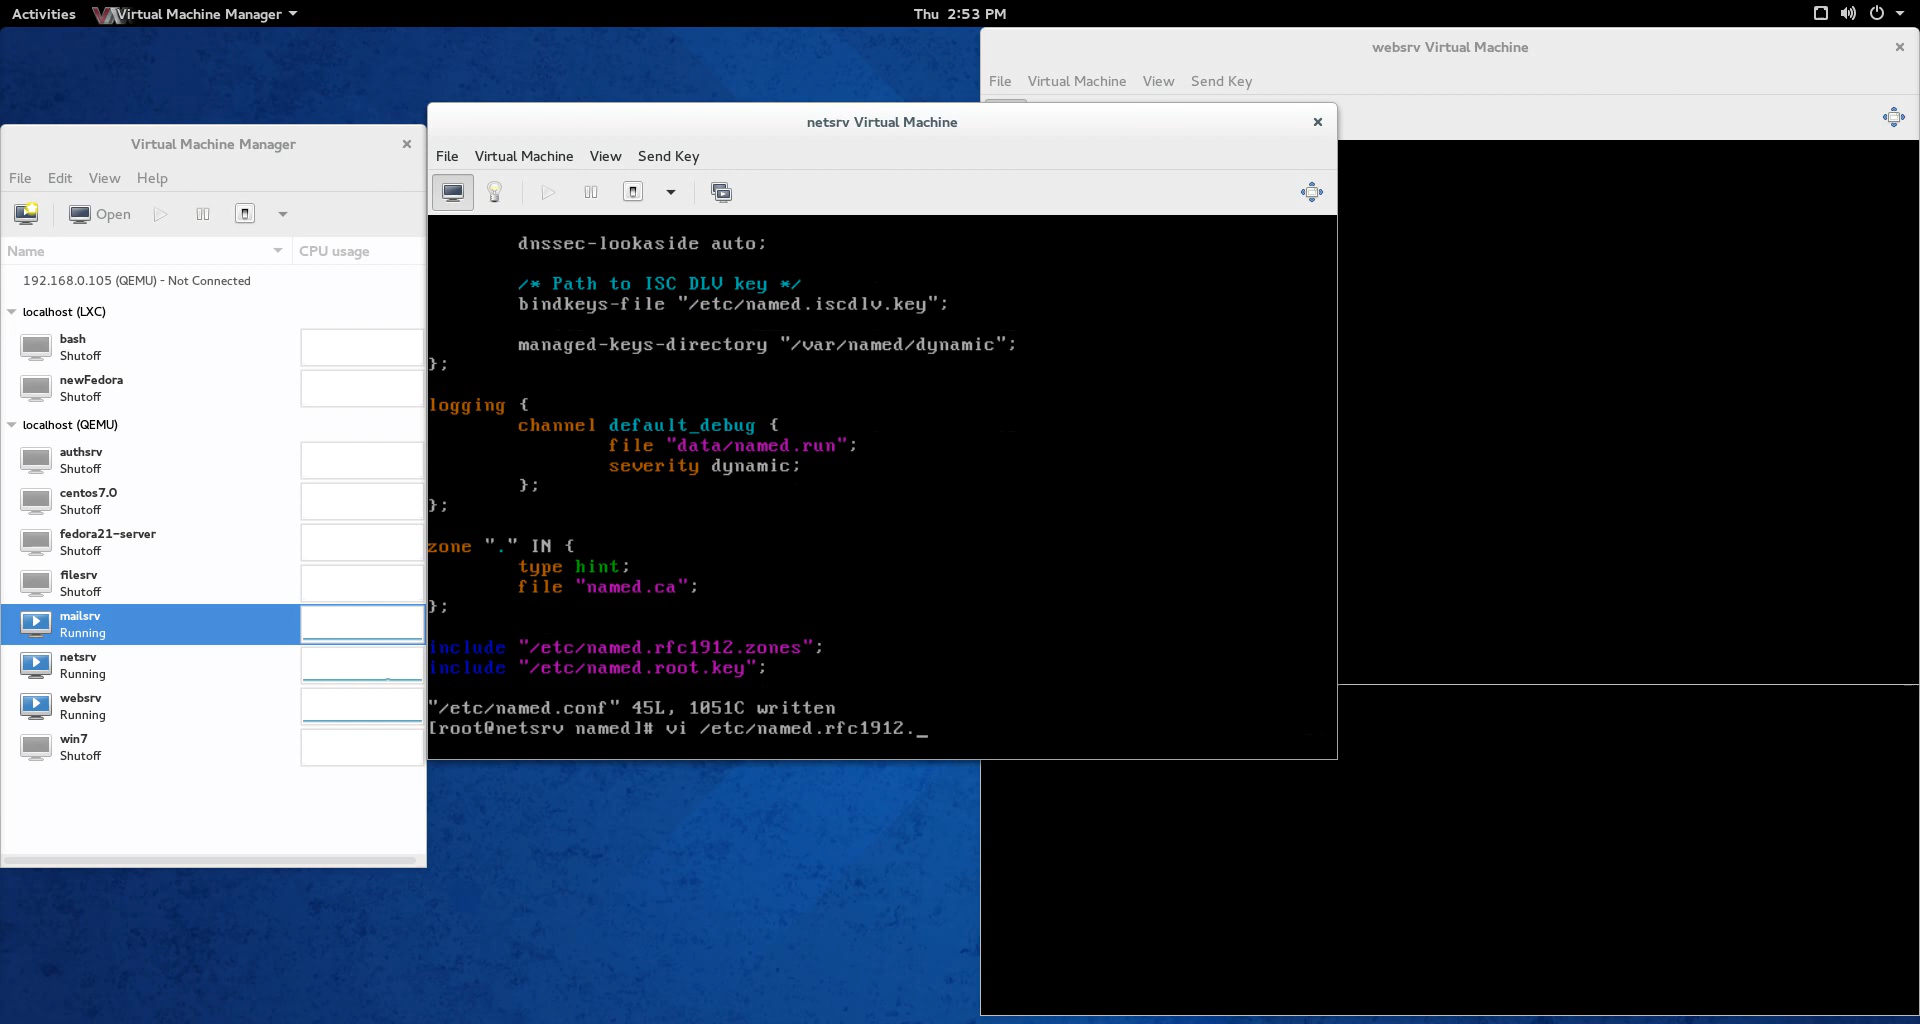 Activities Virtual Machine Manager Thu 2:53 PM
websrv Virtual Machine
File Virtual Machine View Send Key
Virtual Machine Manager
File Edit View Help
Open
Name CPU usage
192.168.0.105 (QEMU) - Not Connected
localhost (LXC)
bash
Shutoff
newFedora
Shutoff
localhost (QEMU)
authsrv
Shutoff
centos7.0
Shutoff
fedora21-server
Shutoff
filesrv
Shutoff
mailsrv
Running
netsrv
Running
websrv
Running
win7
Shutoff
netsrv Virtual Machine
File Virtual Machine View Send Key
dnssec-lookaside auto;
/* Path to ISC DLV key */
bindkeys-file "/etc/named.iscdlv.key";
managed-keys-directory "/var/named/dynamic";
};
logging {
channel default_debug {
file "data/named.run";
severity dynamic;
};
};
zone "." IN {
type hint;
file "named.ca";
};
include "/etc/named.rfc1912.zones";
include "/etc/named.root.key";
"/etc/named.conf" 45L, 1051C written
[root@netsrv named]# vi /etc/named.rfc1912._